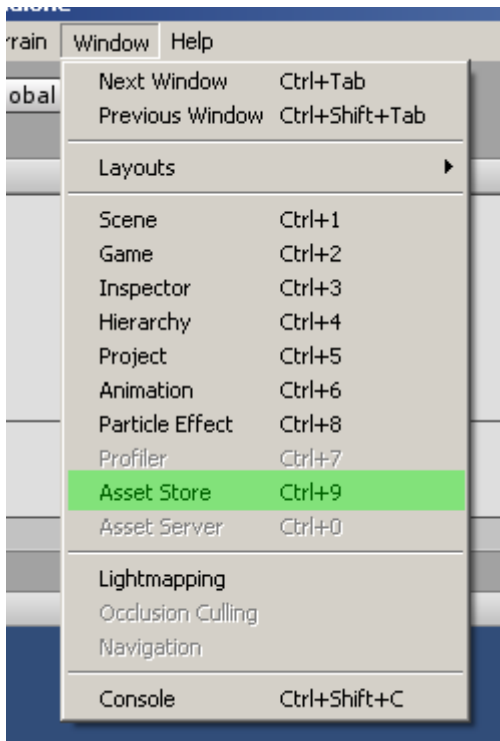 Window Help
obal
Next Window Ctrl+Tab
Previous Window Ctrl+Shift+Tab
Layouts
Scene Ctrl+1
Game Ctrl+2
Inspector Ctrl+3
Hierarchy Ctrl+4
Project Ctrl+5
Animation Ctrl+6
Particle Effect Ctrl+8
Profiler Ctrl+7
Asset Store Ctrl+9
Asset Server Ctrl+0
Lightmapping
Occlusion Culling
Navigation
Console Ctrl+Shift+C